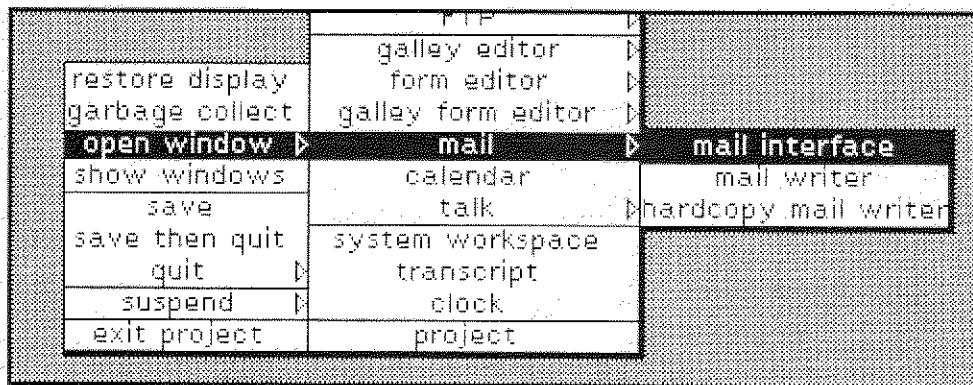 restore display
garbage collect
open window
show windows
save
save then quit
quit
suspend
exit project
FTP
galley editor
form editor
galley form editor
mail
calendar
talk
system workspace
transcript
clock
project
mail interface
mail writer
hardcopy mail writer